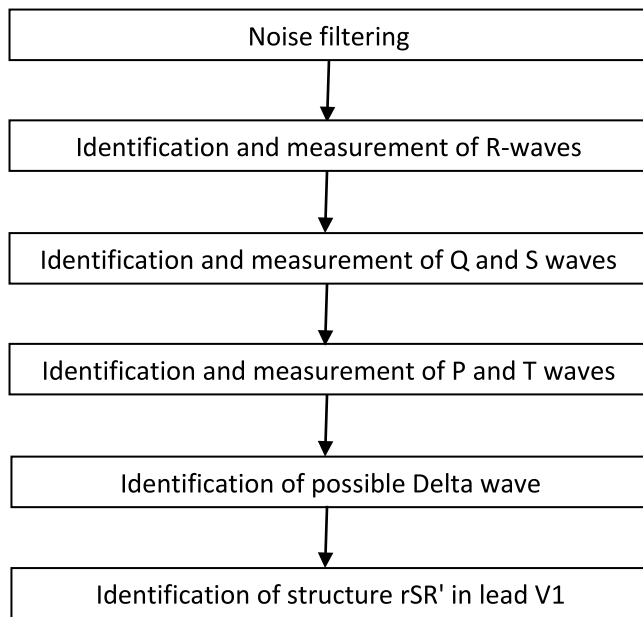 Noise filtering
Identification and measurement of R-waves
Identification and measurement of Q and S waves
Identification and measurement of P and T waves
Identification of possible Delta wave
Identification of structure rSR' in lead V1